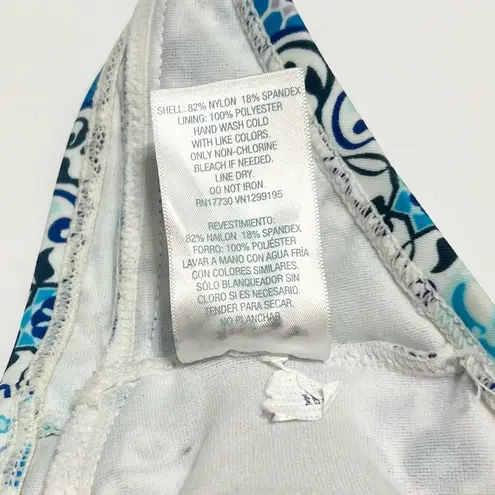 SHELL: 82% NYLON 18% SPANDEX
LINING: 100% POLYESTER
HAND WASH COLD
WITH LIKE COLORS.
ONLY NON-CHLORINE
BLEACH IF NEEDED.
LINE DRY.
DO NOT IRON.
RN17730 VN1299195
REVESTIMIENTO:
82% NAILON 18% SPANDEX
FORRO: 100% POLIÉSTER
LAVAR A MANO CON AGUA FRÍA
CON COLORES SIMILARES.
SÓLO BLANQUEADOR SIN
CLORO SI ES NECESARIO.
TENDER PARA SECAR.
NO PLANCHAR